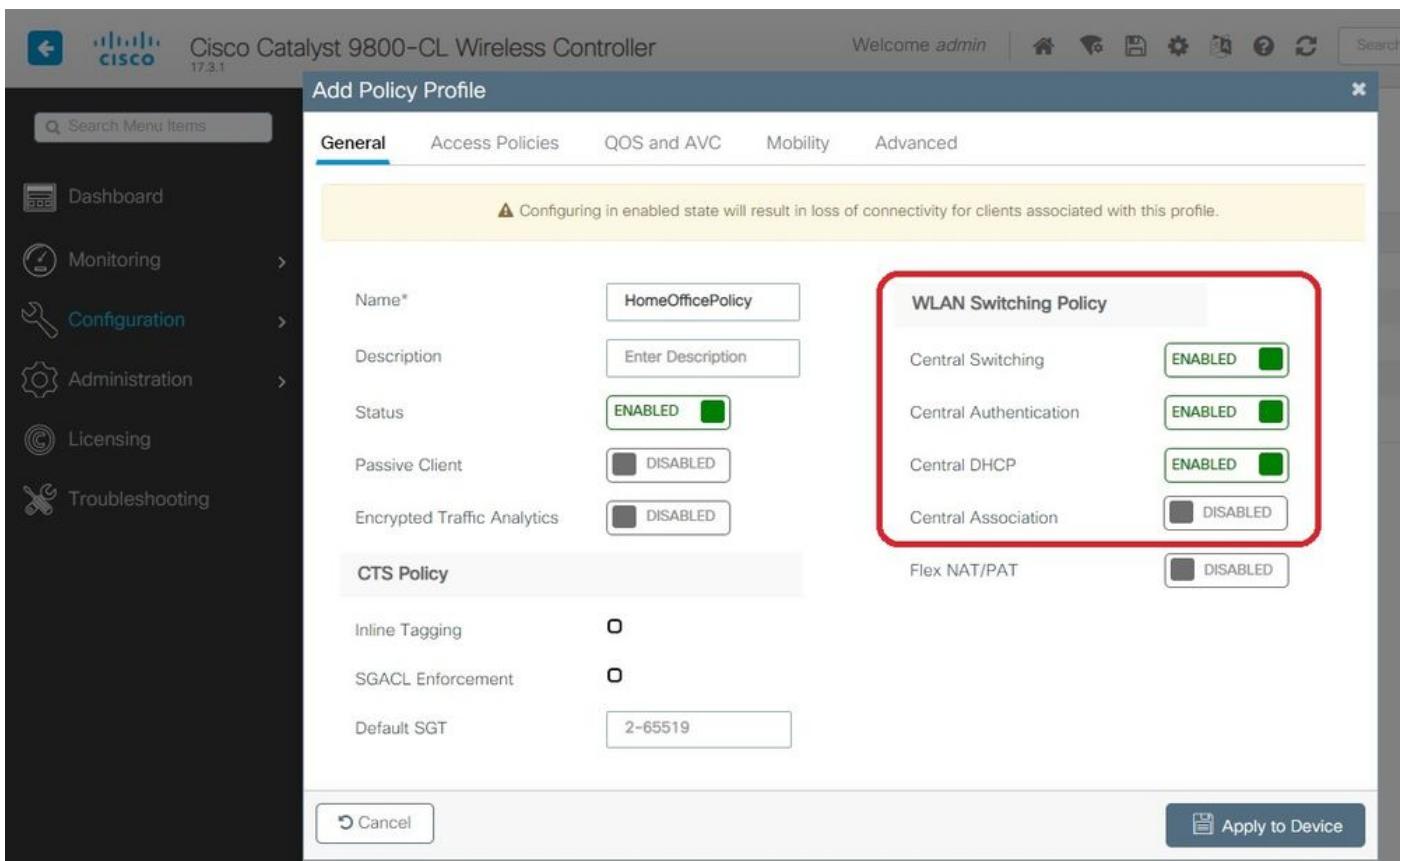 CISCO
Cisco Catalyst 9800-CL Wireless Controller
17.3.1
Welcome admin
Search
Search Menu Items
Dashboard
Monitoring
Configuration
Administration
Licensing
Troubleshooting
Add Policy Profile
General Access Policies QOS and AVC Mobility Advanced
Configuring in enabled state will result in loss of connectivity for clients associated with this profile.
Name* HomeOfficePolicy
Description Enter Description
Status ENABLED
Passive Client DISABLED
Encrypted Traffic Analytics DISABLED
CTS Policy
Inline Tagging
SGACL Enforcement
Default SGT 2-65519
WLAN Switching Policy
Central Switching ENABLED
Central Authentication ENABLED
Central DHCP ENABLED
Central Association DISABLED
Flex NAT/PAT DISABLED
Cancel
Apply to Device